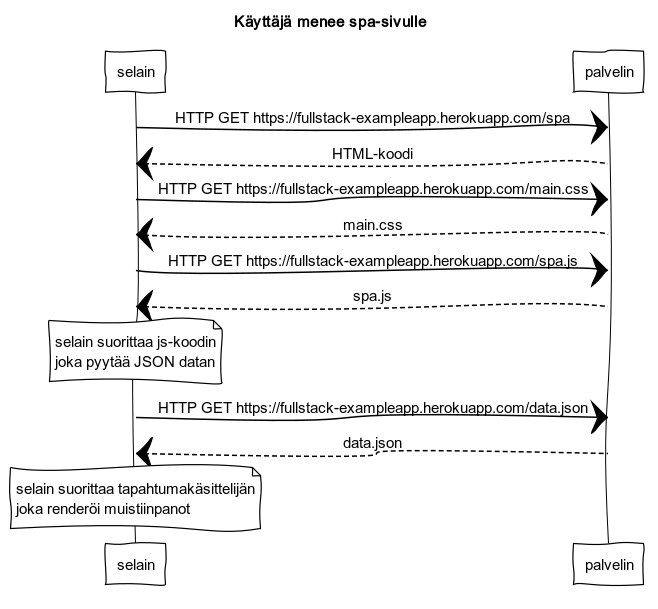 Käyttäjä menee spa-sivulle
selain
palvelin
HTTP GET https://fullstack-exampleapp.herokuapp.com/spa
HTML-koodi
HTTP GET https://fullstack-exampleapp.herokuapp.com/main.css
main.css
HTTP GET https://fullstack-exampleapp.herokuapp.com/spa.js
spa.js
selain suorittaa js-koodin
joka pyytää JSON datan
HTTP GET https://fullstack-exampleapp.herokuapp.com/data.json
data.json
selain suorittaa tapahtumakäsittelijän
joka renderöi muistiinpanot
selain
palvelin